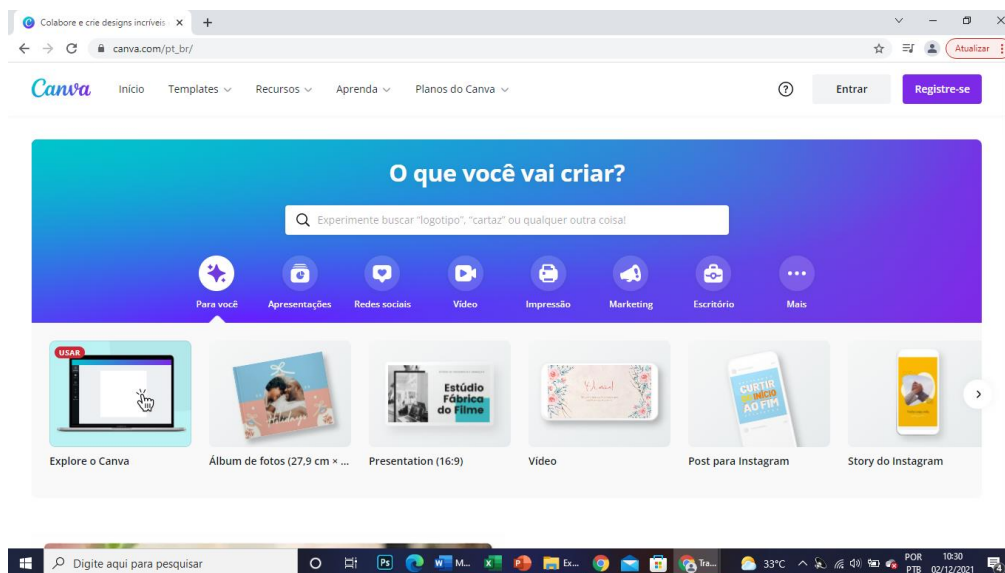 Colabore e crie designs incríveis
canva.com/pt_br/
Atualizar
Canva
Início
Templates
Recursos
Aprenda
Planos do Canva
Entrar
Registre-se
O que você vai criar?
Experimente buscar "logotipo", "cartaz" ou qualquer outra coisa!
Para você
Apresentações
Redes sociais
Vídeo
Impressão
Marketing
Escritório
Mais
USAR
Estúdio
Fábrica
do Filme
CURTIR
DO INÍCIO
AO FIM
Explore o Canva
Álbum de fotos (27,9 cm × ...
Presentation (16:9)
Vídeo
Post para Instagram
Story do Instagram
Digite aqui para pesquisar
Ps
M...
Ex...
Tra...
33°C
POR
PTB
10:30
02/12/2021